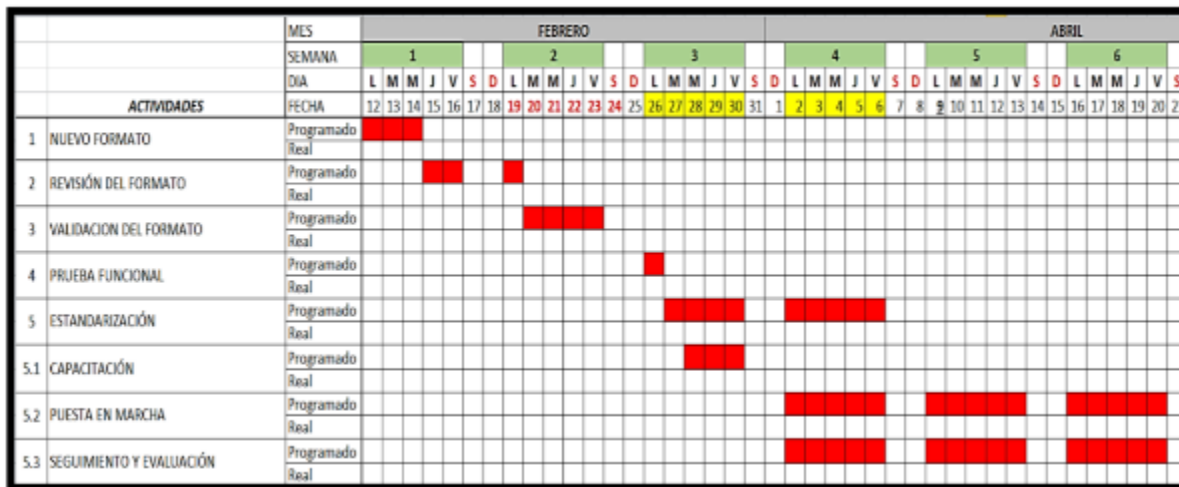 MES FEBRERO ABRIL
SEMANA 1 2 3 4 5 6
DIA L M M J V S D L M M J V S D L M M J V S D L M M J V S D L M M J V S D L M M J V S
ACTIVIDADES FECHA 12 13 14 15 16 17 18 19 20 21 22 23 24 25 26 27 28 29 30 31 1 2 3 4 5 6 7 8 9 10 11 12 13 14 15 16 17 18 19 20
1 NUEVO FORMATO Programado
Real
2 REVISIÓN DEL FORMATO Programado
Real
3 VALIDACION DEL FORMATO Programado
Real
4 PRUEBA FUNCIONAL Programado
Real
5 ESTANDARIZACIÓN Programado
Real
5.1 CAPACITACIÓN Programado
Real
5.2 PUESTA EN MARCHA Programado
Real
5.3 SEGUIMIENTO Y EVALUACIÓN Programado
Real